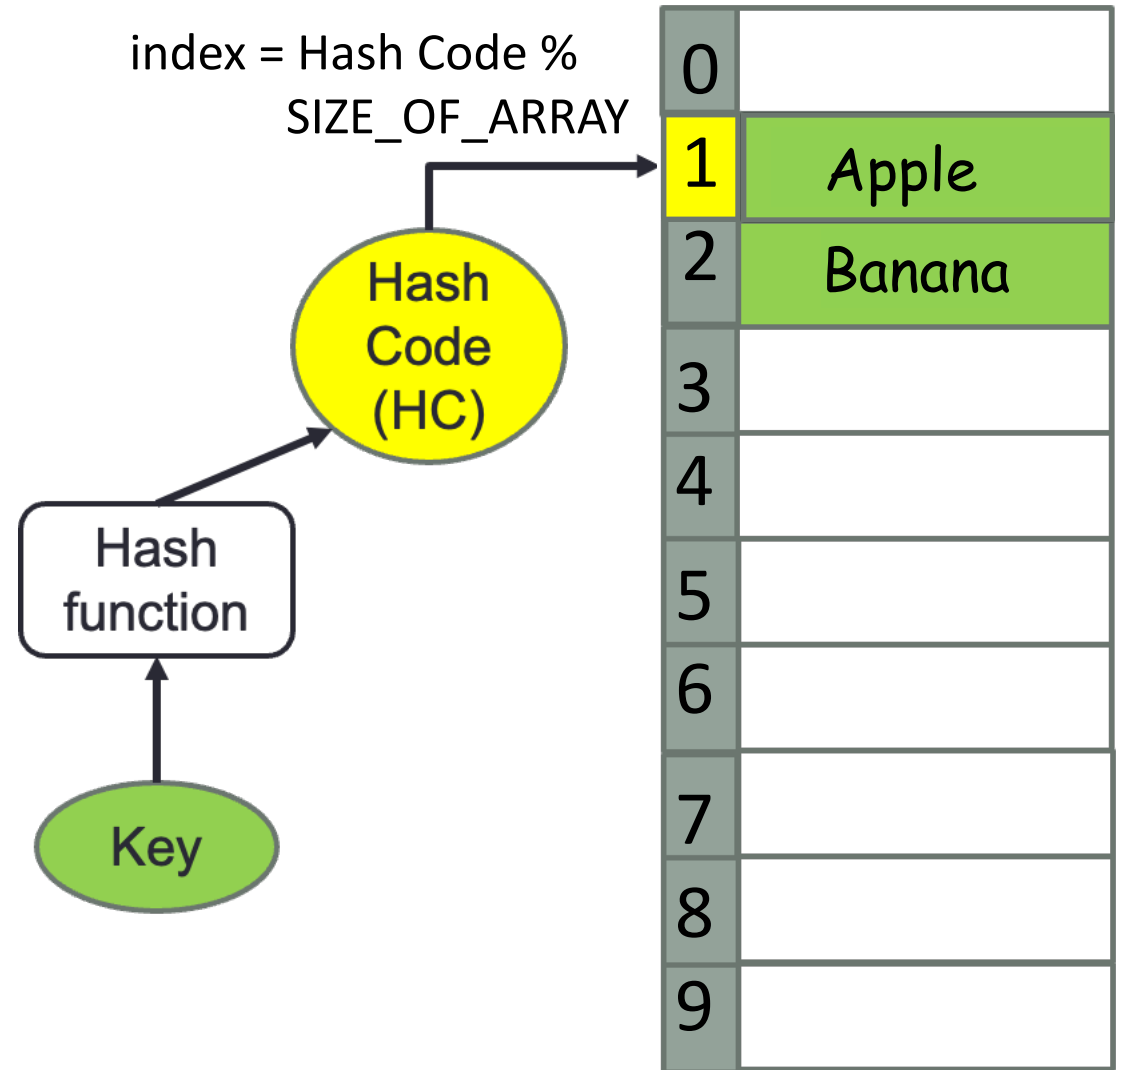 index = Hash Code %
SIZE_OF_ARRAY
Hash
Code
(HC)
Hash
function
Key
0
1 Apple
2 Banana
3
4
5
6
7
8
9